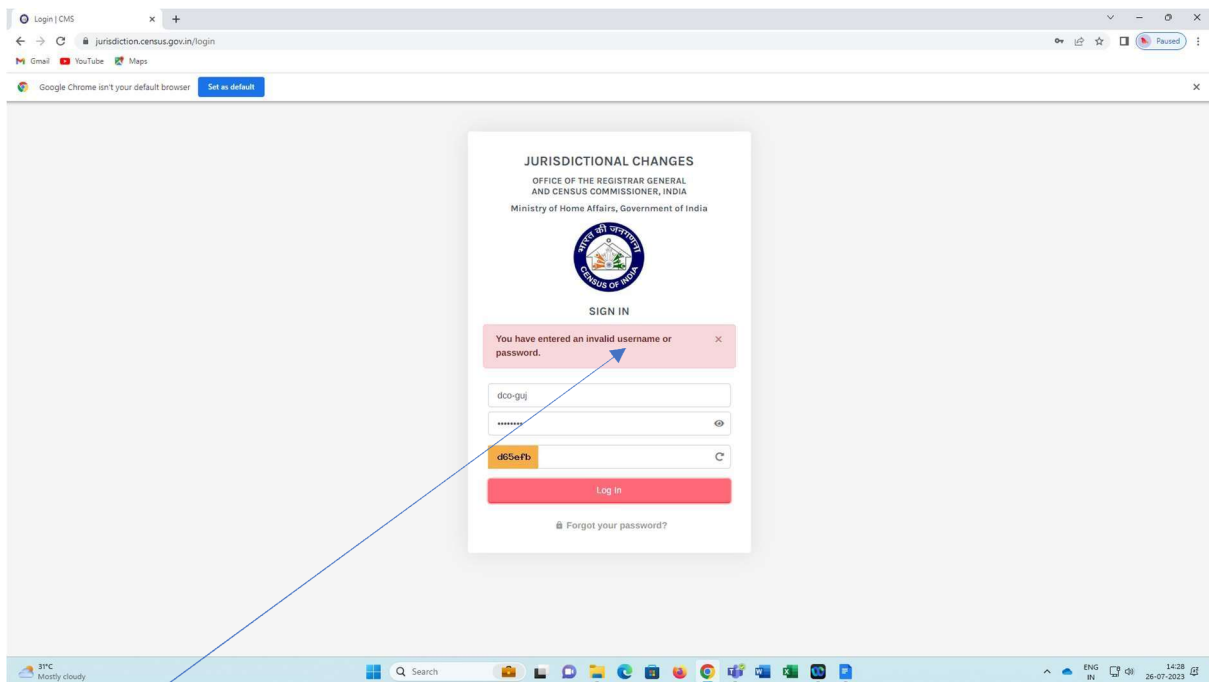 Login | CMS
jurisdiction.census.gov.in/login
Paused
Gmail YouTube Maps
Google Chrome isn't your default browser Set as default
JURISDICTIONAL CHANGES
OFFICE OF THE REGISTRAR GENERAL
AND CENSUS COMMISSIONER, INDIA
Ministry of Home Affairs, Government of India
भारत की जनगणना
CENSUS OF INDIA
SIGN IN
You have entered an invalid username or
password.
dco-guj
d65efb
Log In
Forgot your password?
31°C
Mostly cloudy
Search
ENG
IN
14:28
26-07-2023